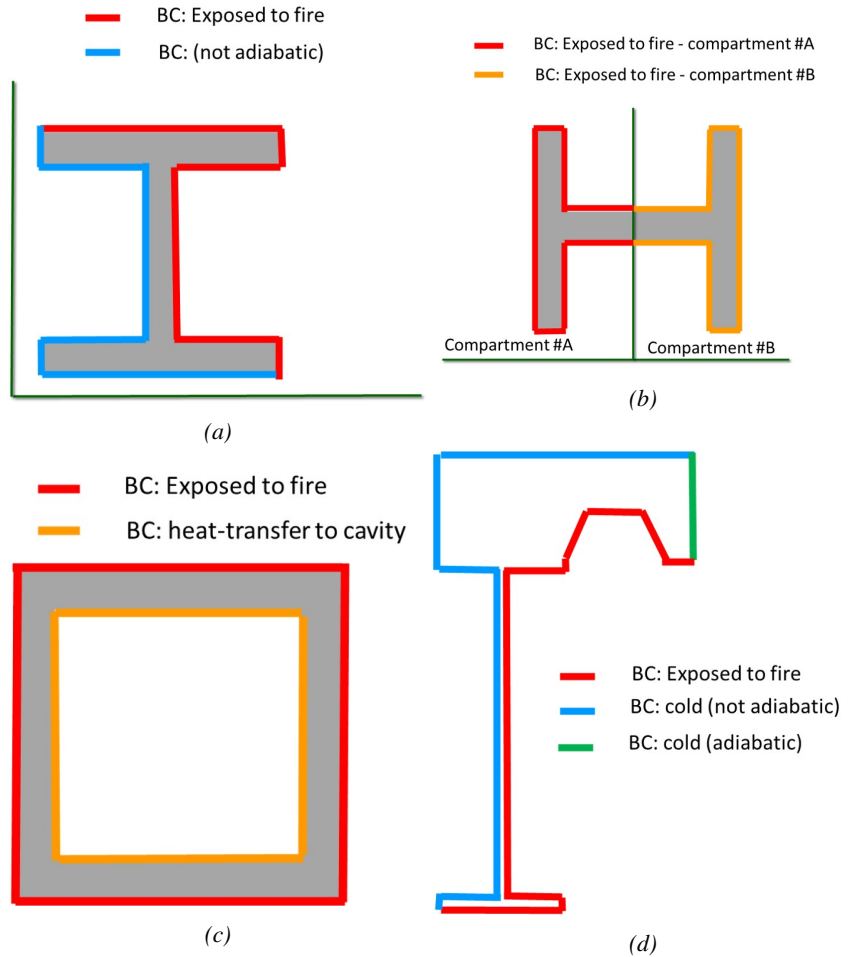 BC: Exposed to fire
BC: (not adiabatic)
(a)
BC: Exposed to fire - compartment #A
BC: Exposed to fire - compartment #B
Compartment #A
Compartment #B
(b)
BC: Exposed to fire
BC: heat-transfer to cavity
(c)
BC: Exposed to fire
BC: cold (not adiabatic)
BC: cold (adiabatic)
(d)